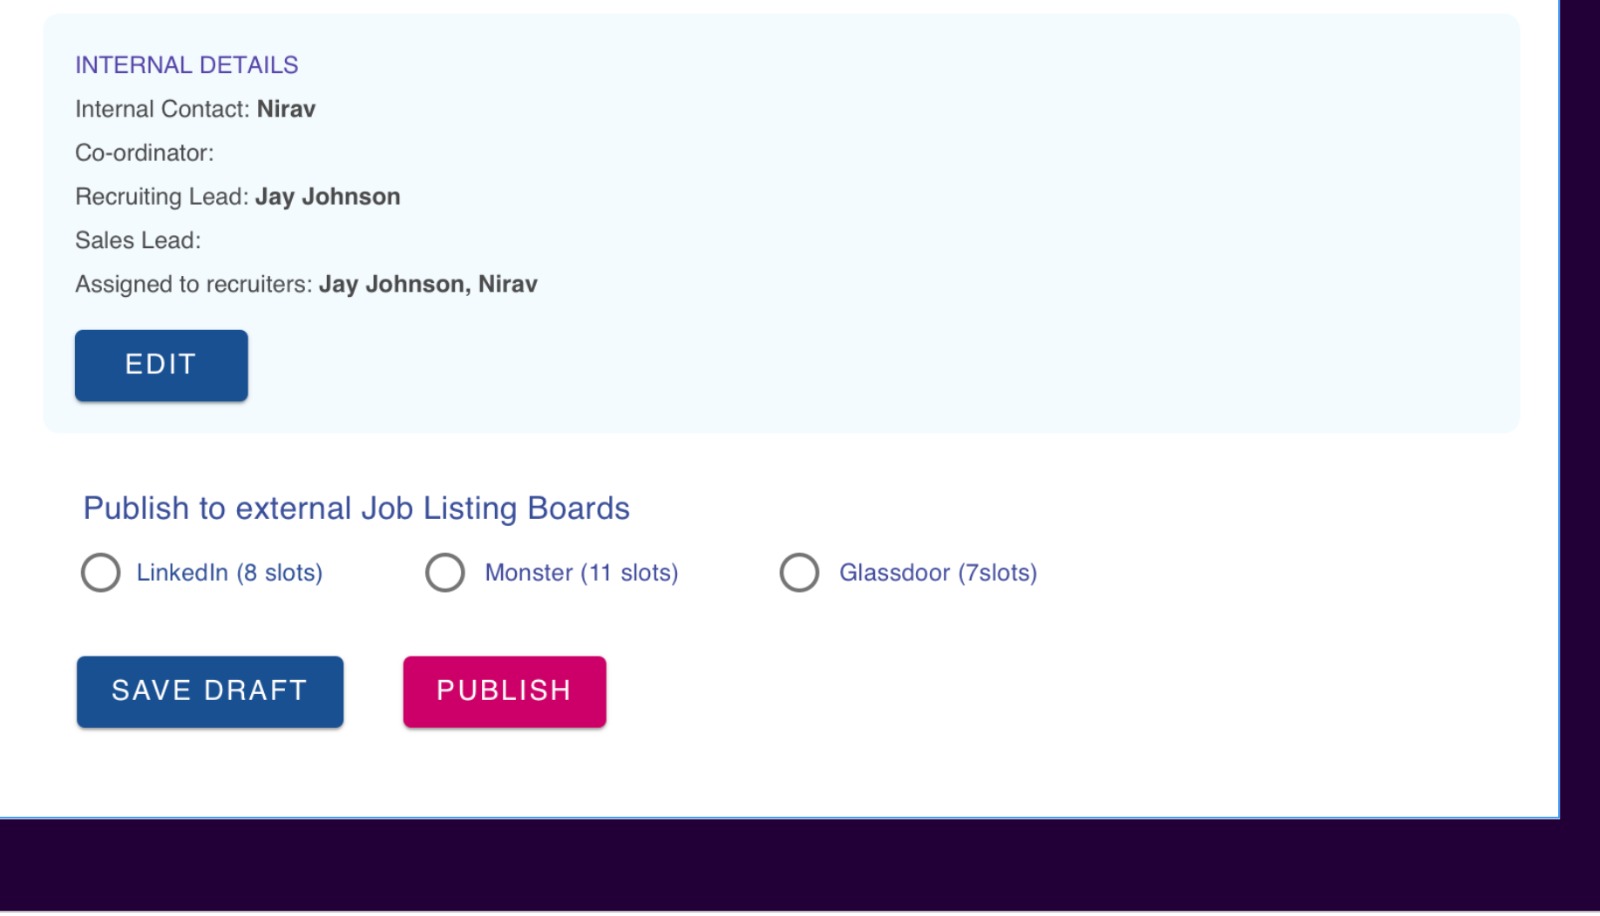 INTERNAL DETAILS
Internal Contact: Nirav
Co-ordinator:
Recruiting Lead: Jay Johnson
Sales Lead:
Assigned to recruiters: Jay Johnson, Nirav
EDIT
Publish to external Job Listing Boards
LinkedIn (8 slots) Monster (11 slots) Glassdoor (7slots)
SAVE DRAFT PUBLISH